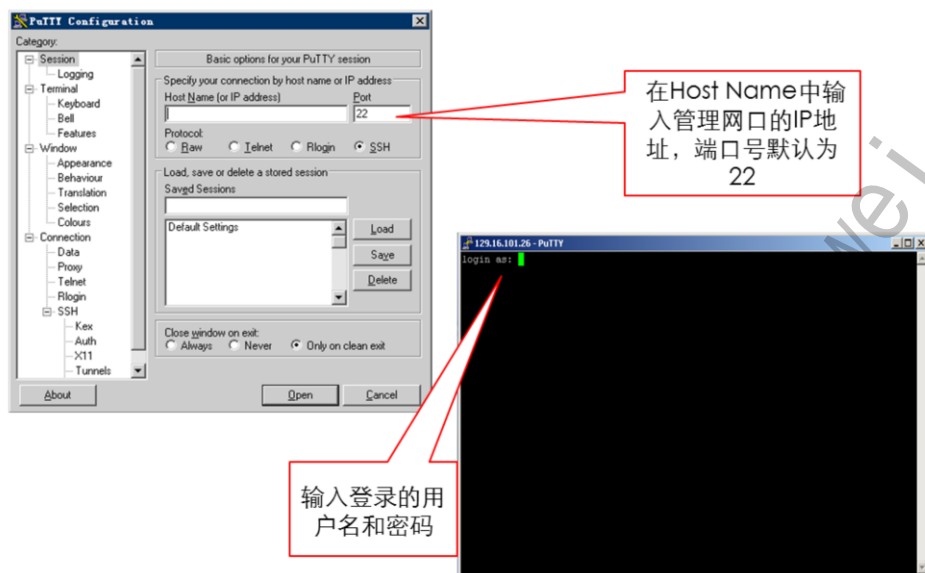 PuTTY Configuration
Category:
Session
Logging
Terminal
Keyboard
Bell
Features
Window
Appearance
Behaviour
Translation
Selection
Colours
Connection
Data
Proxy
Telnet
Rlogin
SSH
Kex
Auth
X11
Tunnels
Basic options for your PuTTY session
Specify your connection by host name or IP address
Host Name (or IP address) Port
22
Protocol:
Raw Telnet Rlogin SSH
Load, save or delete a stored session
Saved Sessions
Default Settings
Load
Save
Delete
Close window on exit:
Always Never Only on clean exit
About Open Cancel
在Host Name中输
入管理网口的IP地
址，端口号默认为
22
129.16.101.26 - PuTTY
login as:
输入登录的用
户名和密码
wei